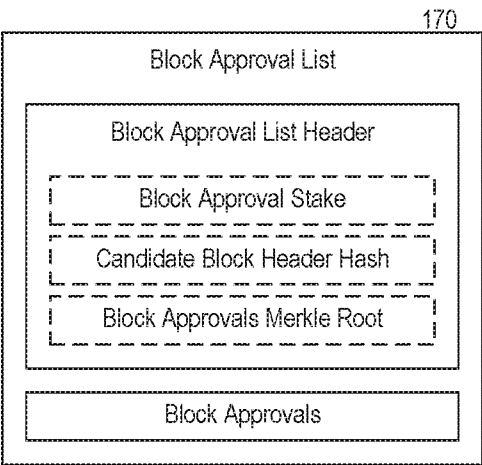 170
Block Approval List
Block Approval List Header
Block Approval Stake
Candidate Block Header Hash
Block Approvals Merkle Root
Block Approvals